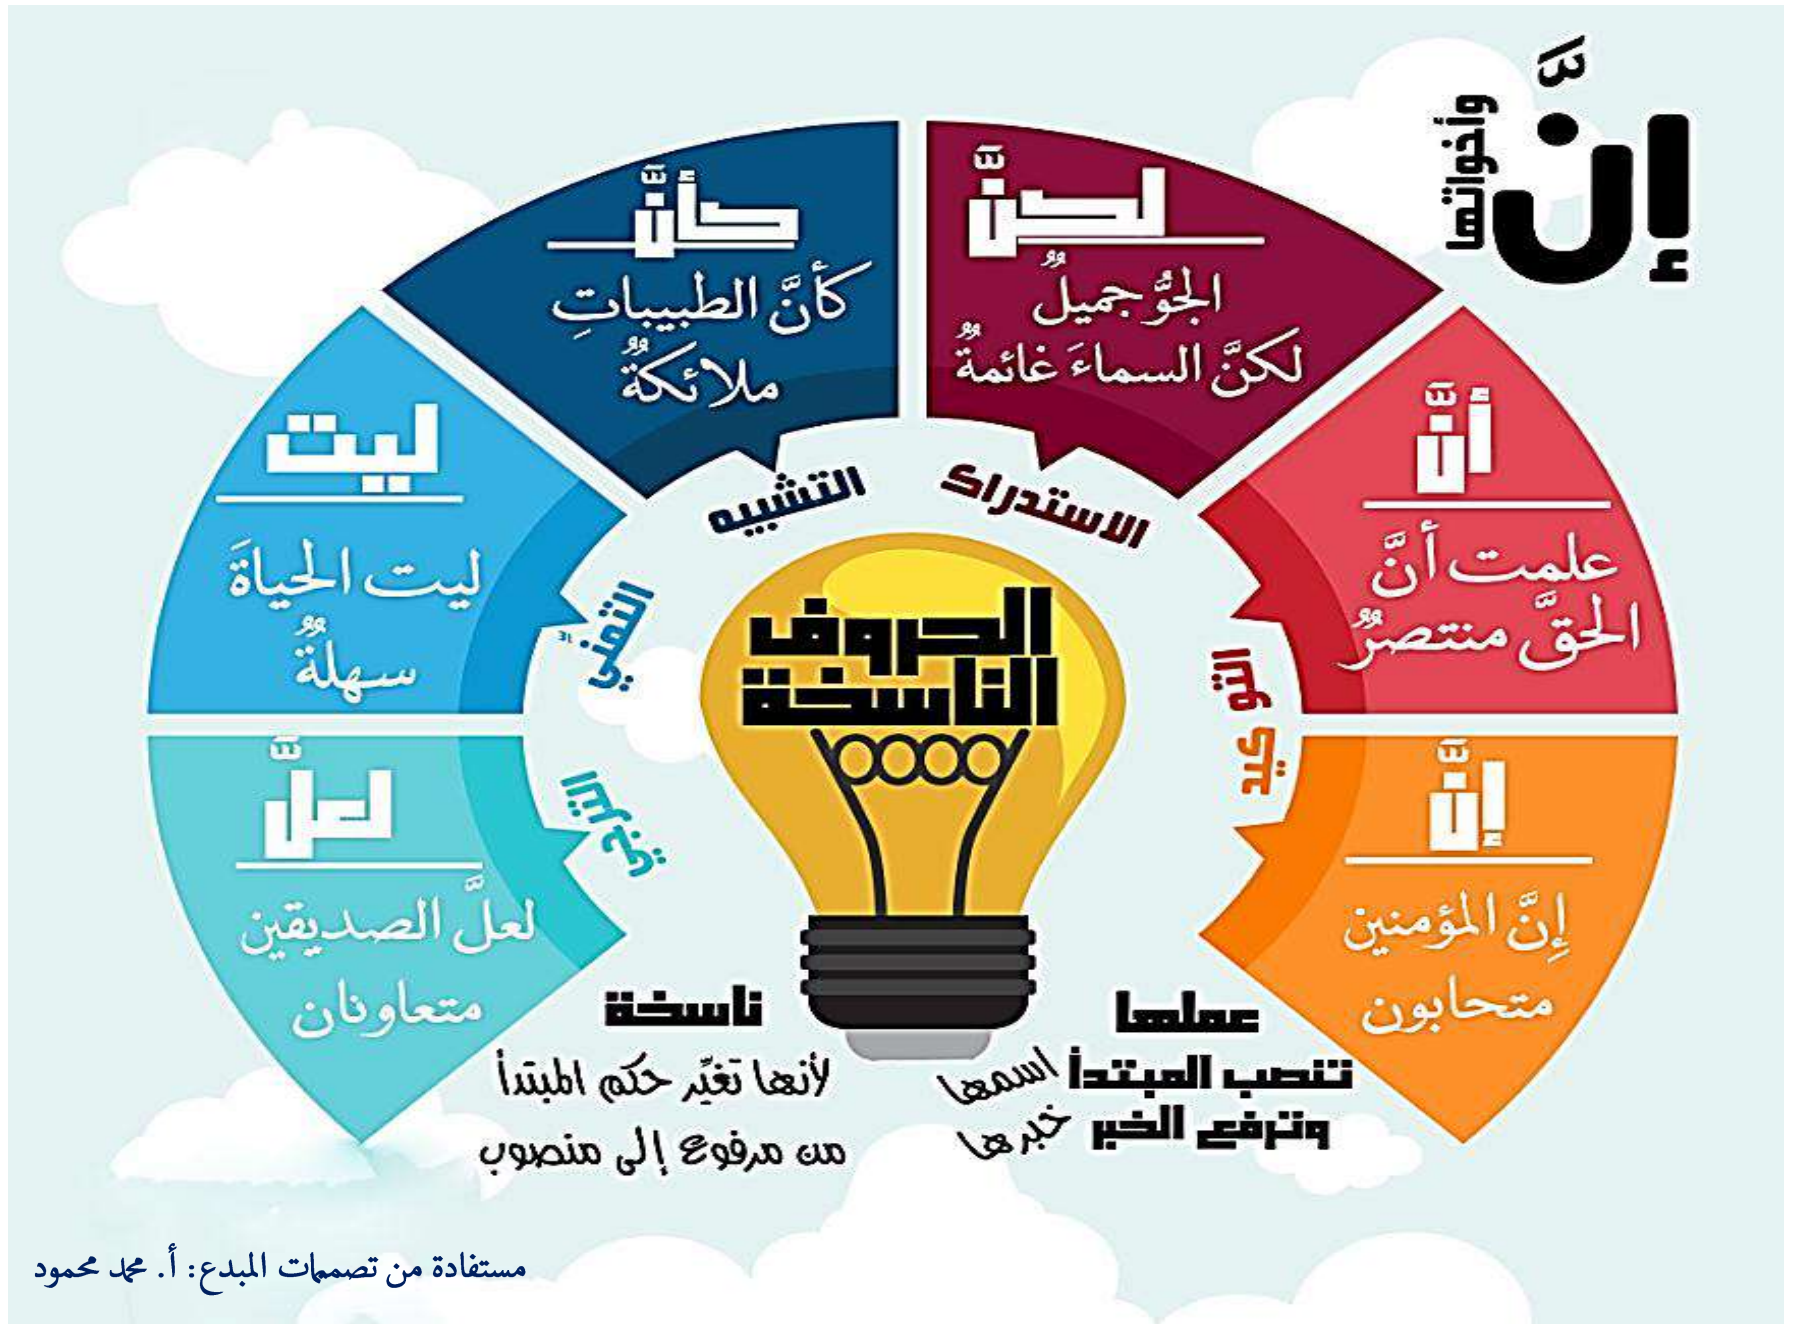 إنَّ
وأخواتها
لكنَّ
الجوُّ جميلٌ
لكنَّ السماءَ غائمةٌ
الاستدراك
كأنَّ
كأنَّ الطبيباتِ
ملائكةٌ
التشبيه
أنَّ
علمت أنَّ
الحقَّ منتصرٌ
إنَّ
إِنَّ المؤمنين
متحابون
التوكيد
ليت
ليت الحياةَ
سهلةٌ
التمني
لعلَّ
لعلَّ الصديقين
متعاونان
الترجي
الحروف
الناسخة
عملها
تنصب المبتدأ اسمها
وترفع الخبر خبرها
ناسخة
لأنها تغيِّر حكم المبتدأ
من مرفوع إلى منصوب
مستفادة من تصممات المبدع: أ. محمد محمود